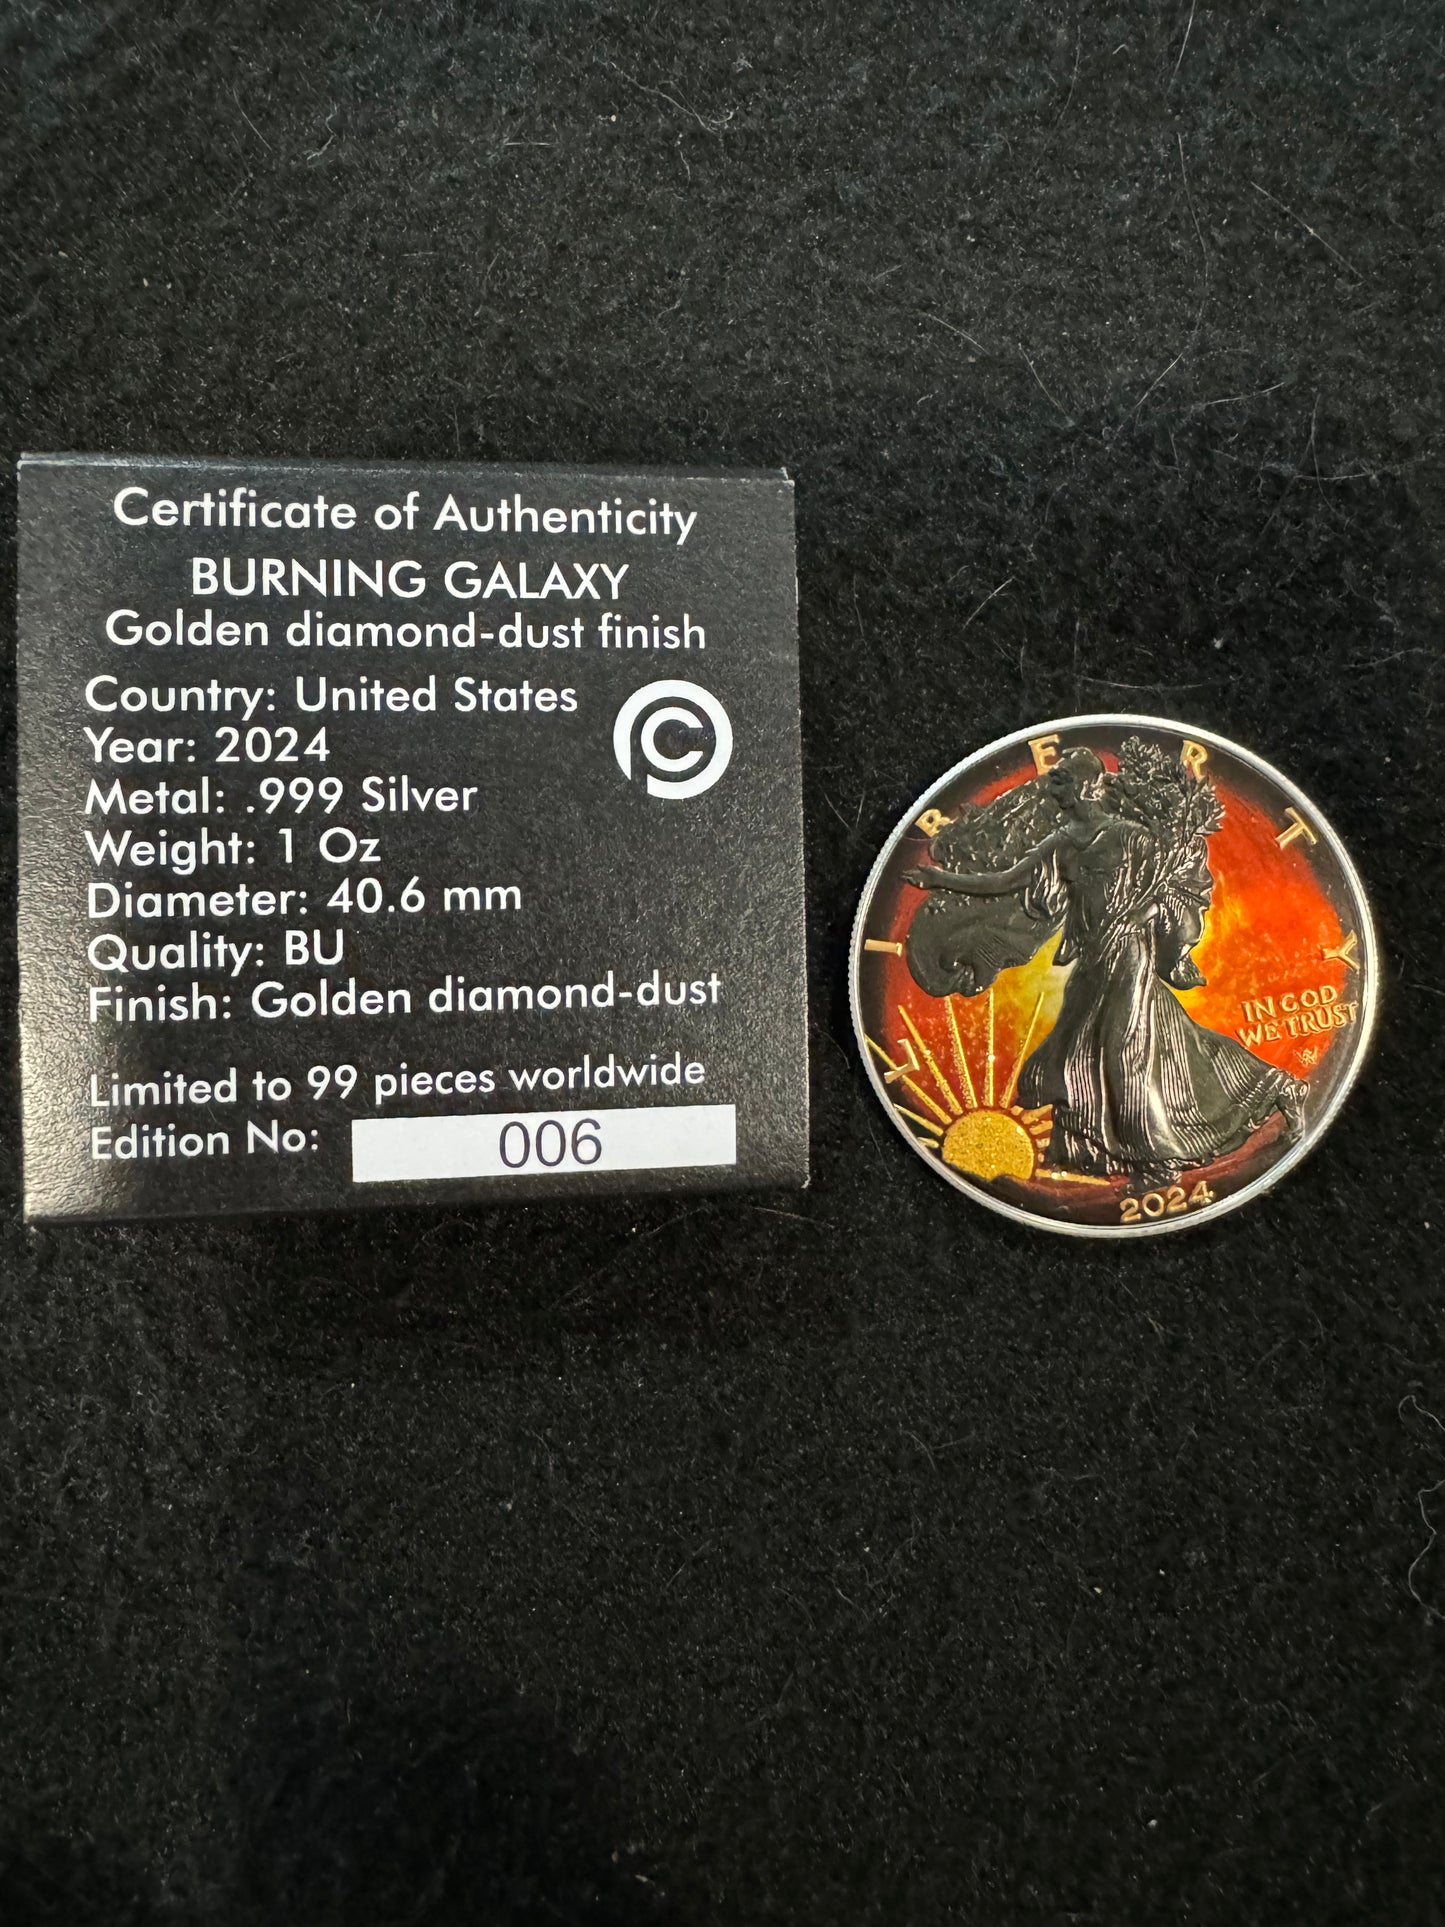 Certificate of Authenticity
BURNING GALAXY
Golden diamond-dust finish
Country: United States
Year: 2024
Metal: .999 Silver
Weight: 1 Oz
Diameter: 40.6 mm
Quality: BU
Finish: Golden diamond-dust
Limited to 99 pieces worldwide
Edition No: 006
LIBERTY
IN GOD
WE TRUST
2024